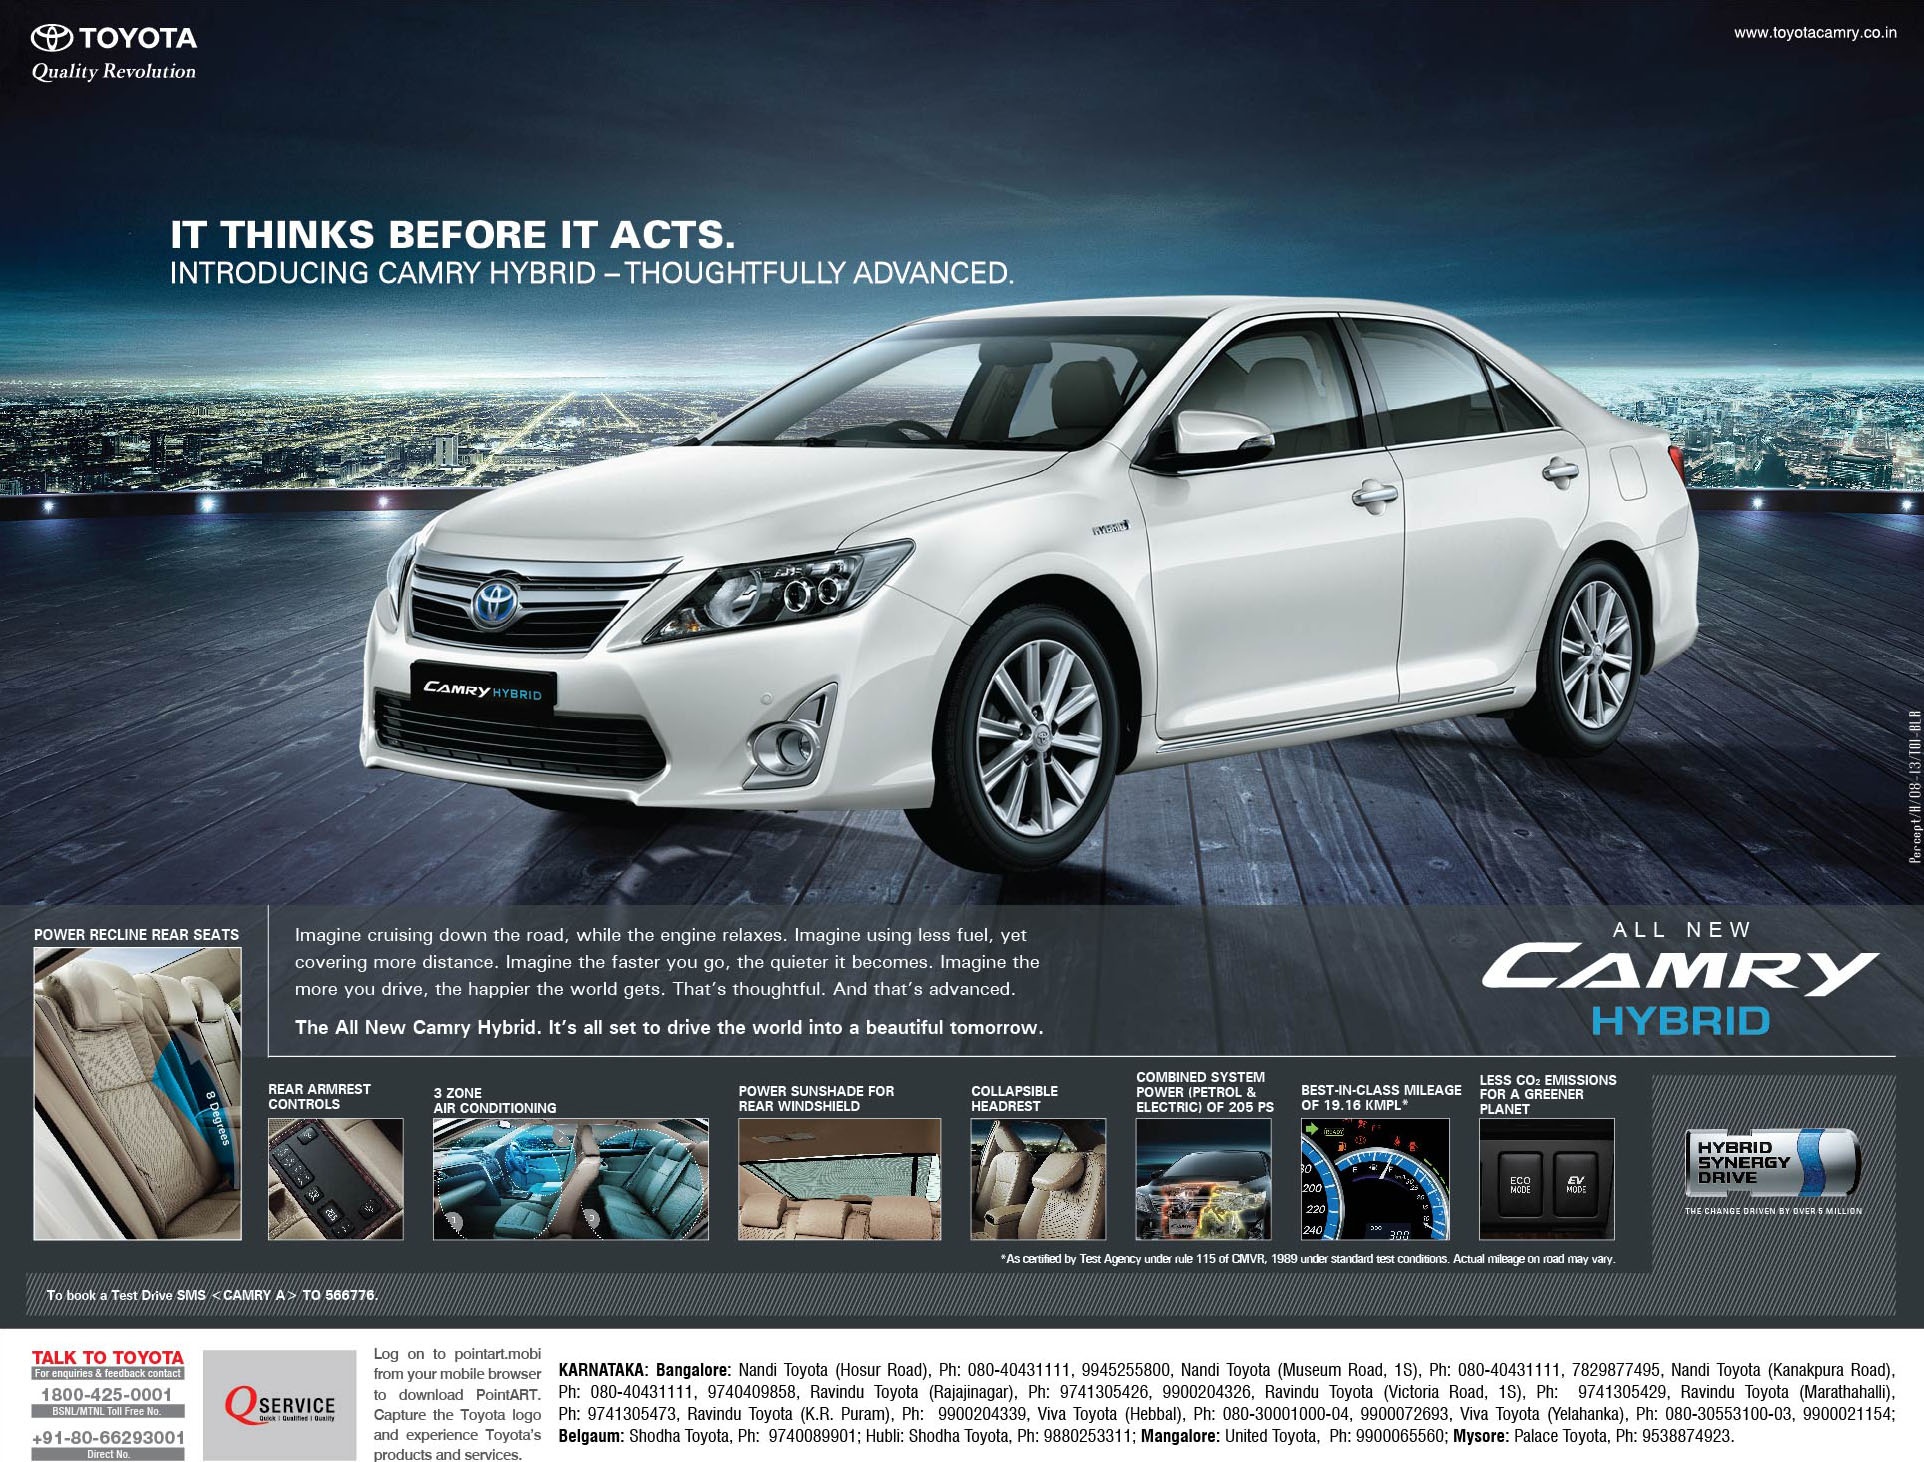 TOYOTA
Quality Revolution
www.toyotacamry.co.in
IT THINKS BEFORE IT ACTS.
INTRODUCING CAMRY HYBRID – THOUGHTFULLY ADVANCED.
HYBRID
CAMRY HYBRID
Percept/H/08-13/TOI-BLR
POWER RECLINE REAR SEATS
8 Degrees
Imagine cruising down the road, while the engine relaxes. Imagine using less fuel, yet
covering more distance. Imagine the faster you go, the quieter it becomes. Imagine the
more you drive, the happier the world gets. That's thoughtful. And that's advanced.
The All New Camry Hybrid. It's all set to drive the world into a beautiful tomorrow.
ALL NEW
CAMRY
HYBRID
REAR ARMREST
CONTROLS
3 ZONE
AIR CONDITIONING
1
2
POWER SUNSHADE FOR
REAR WINDSHIELD
COLLAPSIBLE
HEADREST
COMBINED SYSTEM
POWER (PETROL &
ELECTRIC) OF 205 PS
BEST-IN-CLASS MILEAGE
OF 19.16 KMPL*
READY
200
220
240
300
LESS CO₂ EMISSIONS
FOR A GREENER
PLANET
ECO
MODE
EV
MODE
HYBRID
SYNERGY
DRIVE
THE CHANGE DRIVEN BY OVER 5 MILLION
*As certified by Test Agency under rule 115 of CMVR, 1989 under standard test conditions. Actual mileage on road may vary.
To book a Test Drive SMS <CAMRY A> TO 566776.
TALK TO TOYOTA
For enquiries & feedback contact
1800-425-0001
BSNL/MTNL Toll Free No.
+91-80-66293001
Direct No.
Q SERVICE
Quick | Qualified | Quality
Log on to pointart.mobi
from your mobile browser
to download PointART.
Capture the Toyota logo
and experience Toyota's
products and services.
KARNATAKA: Bangalore: Nandi Toyota (Hosur Road), Ph: 080-40431111, 9945255800, Nandi Toyota (Museum Road, 1S), Ph: 080-40431111, 7829877495, Nandi Toyota (Kanakpura Road),
Ph: 080-40431111, 9740409858, Ravindu Toyota (Rajajinagar), Ph: 9741305426, 9900204326, Ravindu Toyota (Victoria Road, 1S), Ph: 9741305429, Ravindu Toyota (Marathahalli),
Ph: 9741305473, Ravindu Toyota (K.R. Puram), Ph: 9900204339, Viva Toyota (Hebbal), Ph: 080-30001000-04, 9900072693, Viva Toyota (Yelahanka), Ph: 080-30553100-03, 9900021154;
Belgaum: Shodha Toyota, Ph: 9740089901; Hubli: Shodha Toyota, Ph: 9880253311; Mangalore: United Toyota, Ph: 9900065560; Mysore: Palace Toyota, Ph: 9538874923.